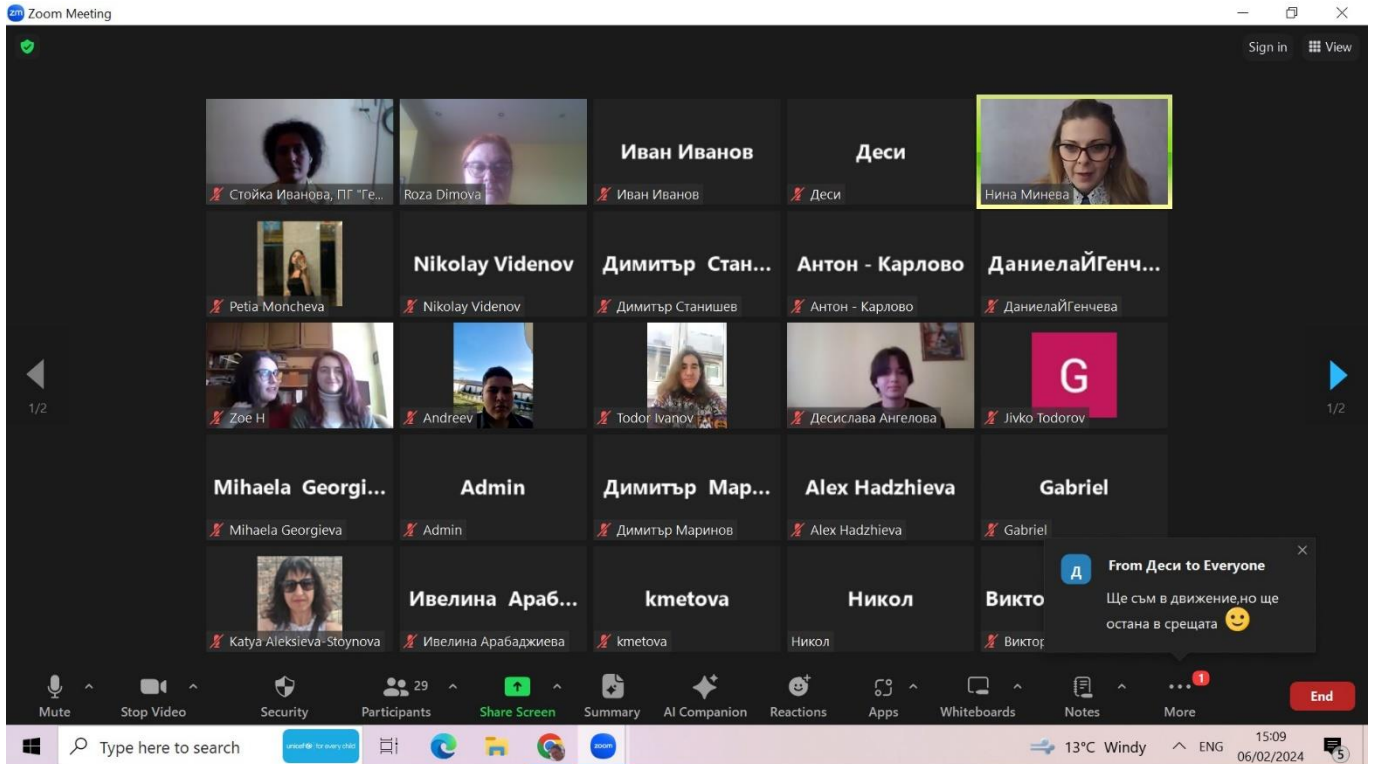 Zoom Meeting
Sign in View
Стойка Иванова, ПГ "Ге...
Roza Dimova
Иван Иванов
Иван Иванов
Деси
Деси
Нина Минева
Petia Moncheva
Nikolay Videnov
Nikolay Videnov
Димитър Стан...
Димитър Станишев
Антон - Карлово
Антон - Карлово
ДаниелаЙГенч...
ДаниелаЙГенчева
1/2
Zoe H
Andreev
Todor Ivanov
Десислава Ангелова
G
Jivko Todorov
1/2
Mihaela Georgi...
Mihaela Georgieva
Admin
Admin
Димитър Мар...
Димитър Маринов
Alex Hadzhieva
Alex Hadzhieva
Gabriel
Gabriel
Katya Aleksieva-Stoynova
Ивелина Араб...
Ивелина Арабаджиева
kmetova
kmetova
Никол
Никол
Викто
Виктор
Д
From Деси to Everyone
Ще съм в движение,но ще
остана в срещата
Mute
Stop Video
Security
29
Participants
Share Screen
Summary
AI Companion
Reactions
Apps
Whiteboards
Notes
1
More
End
Type here to search
unicef for every child
zoom
13°C Windy
ENG
15:09
06/02/2024
5